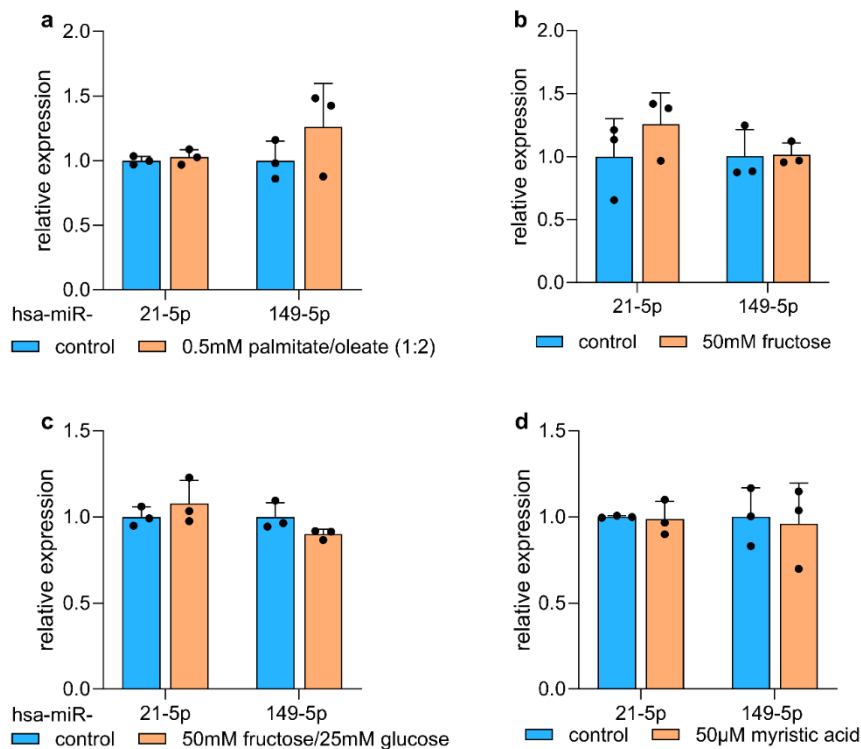 a
2.0
1.5
1.0
0.5
0.0
relative expression
hsa-miR- 21-5p 149-5p
control 0.5mM palmitate/oleate (1:2)
b
2.0
1.5
1.0
0.5
0.0
relative expression
21-5p 149-5p
control 50mM fructose
c
1.5
1.0
0.5
0.0
relative expression
hsa-miR- 21-5p 149-5p
control 50mM fructose/25mM glucose
d
1.5
1.0
0.5
0.0
relative expression
21-5p 149-5p
control 50µM myristic acid